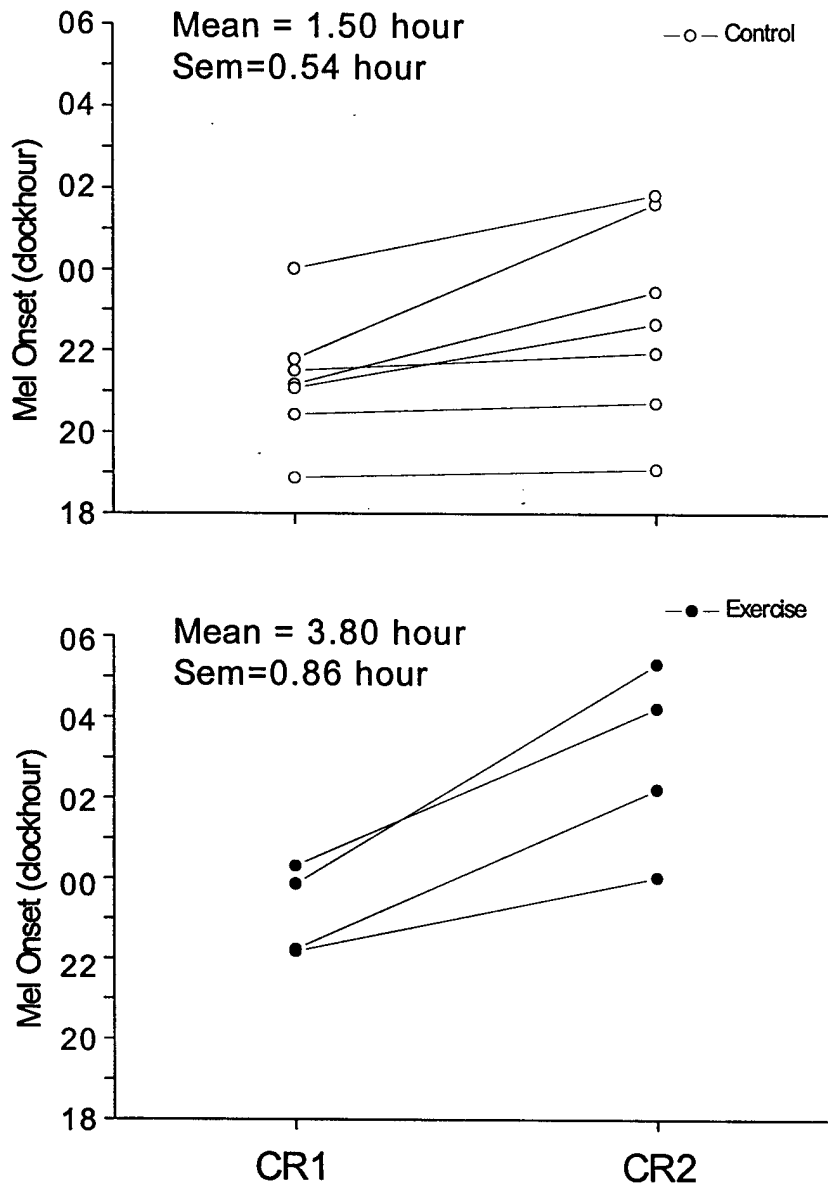 Mean = 1.50 hour
Sem=0.54 hour
Control
Mel Onset (clockhour)
06
04
02
00
22
20
18
Mean = 3.80 hour
Sem=0.86 hour
Exercise
Mel Onset (clockhour)
06
04
02
00
22
20
18
CR1
CR2